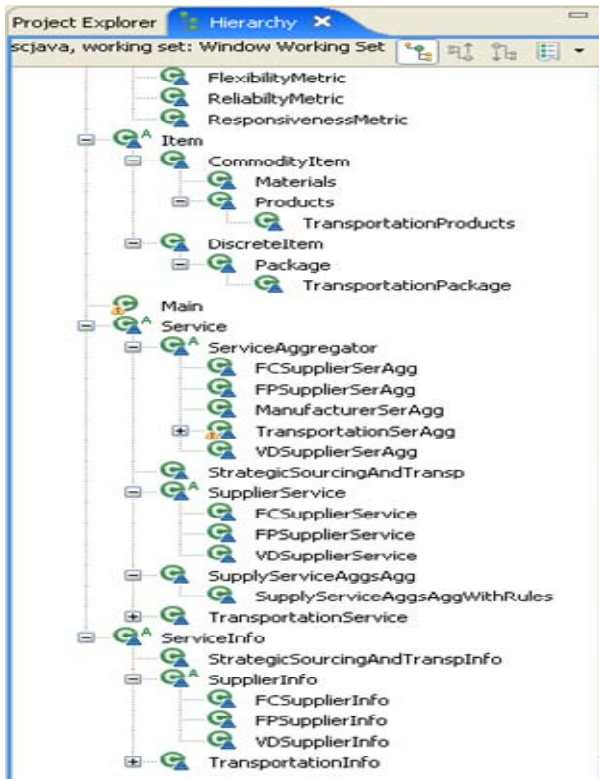 Project Explorer Hierarchy
scjava, working set: Window Working Set
FlexibilityMetric
ReliabiltyMetric
ResponsivenessMetric
A Item
CommodityItem
Materials
Products
TransportationProducts
DiscreteItem
Package
TransportationPackage
Main
A Service
A ServiceAggregator
FCSupplierSerAgg
FPSupplierSerAgg
ManufacturerSerAgg
TransportationSerAgg
VDSupplierSerAgg
StrategicSourcingAndTransp
A SupplierService
FCSupplierService
FPSupplierService
VDSupplierService
SupplyServiceAggsAgg
SupplyServiceAggsAggWithRules
TransportationService
A ServiceInfo
StrategicSourcingAndTranspInfo
A SupplierInfo
FCSupplierInfo
FPSupplierInfo
VDSupplierInfo
TransportationInfo